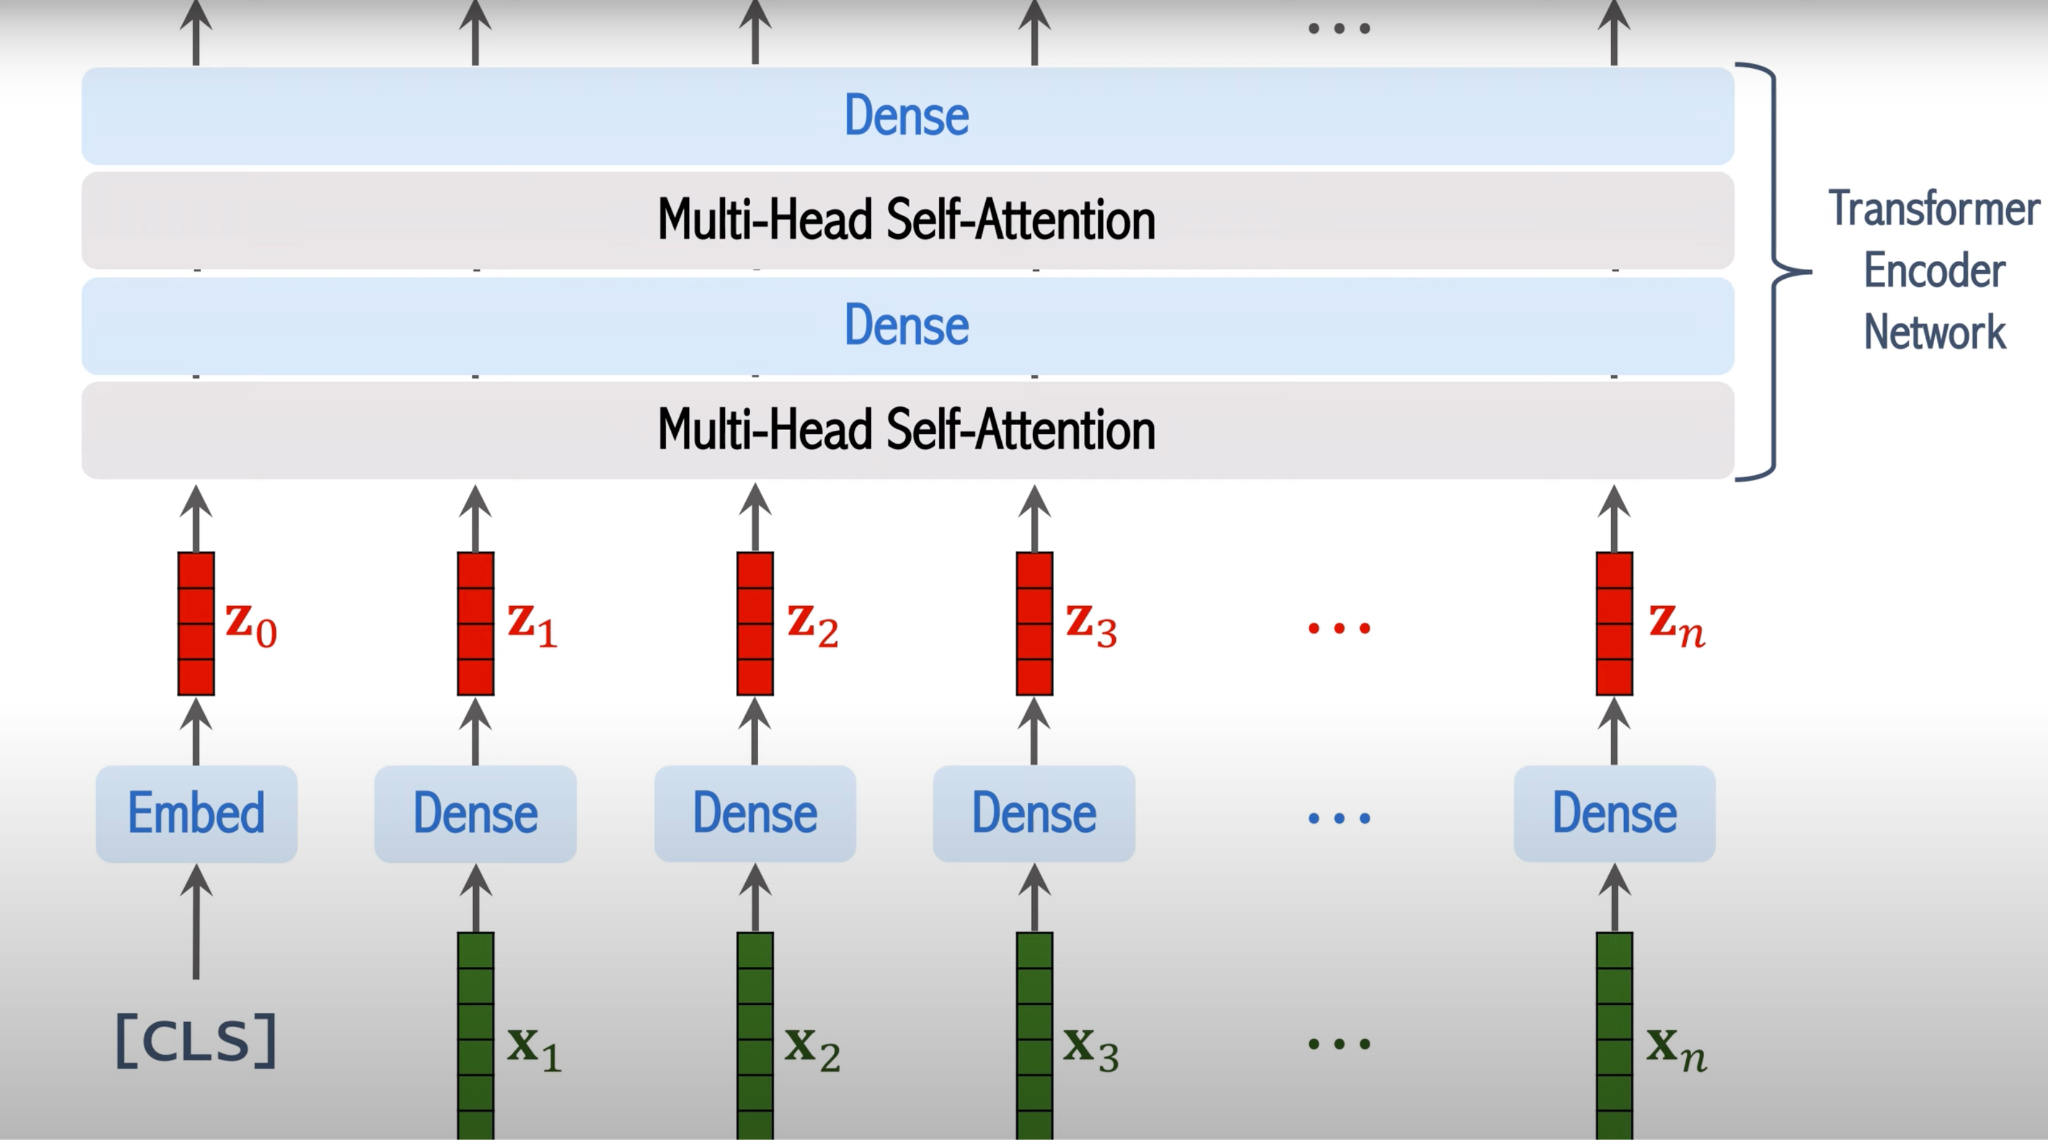 ...
Dense
Multi-Head Self-Attention
Dense
Multi-Head Self-Attention
Transformer
Encoder
Network
z0 z1 z2 z3 ... zn
Embed Dense Dense Dense ... Dense
[CLS] x1 x2 x3 ... xn